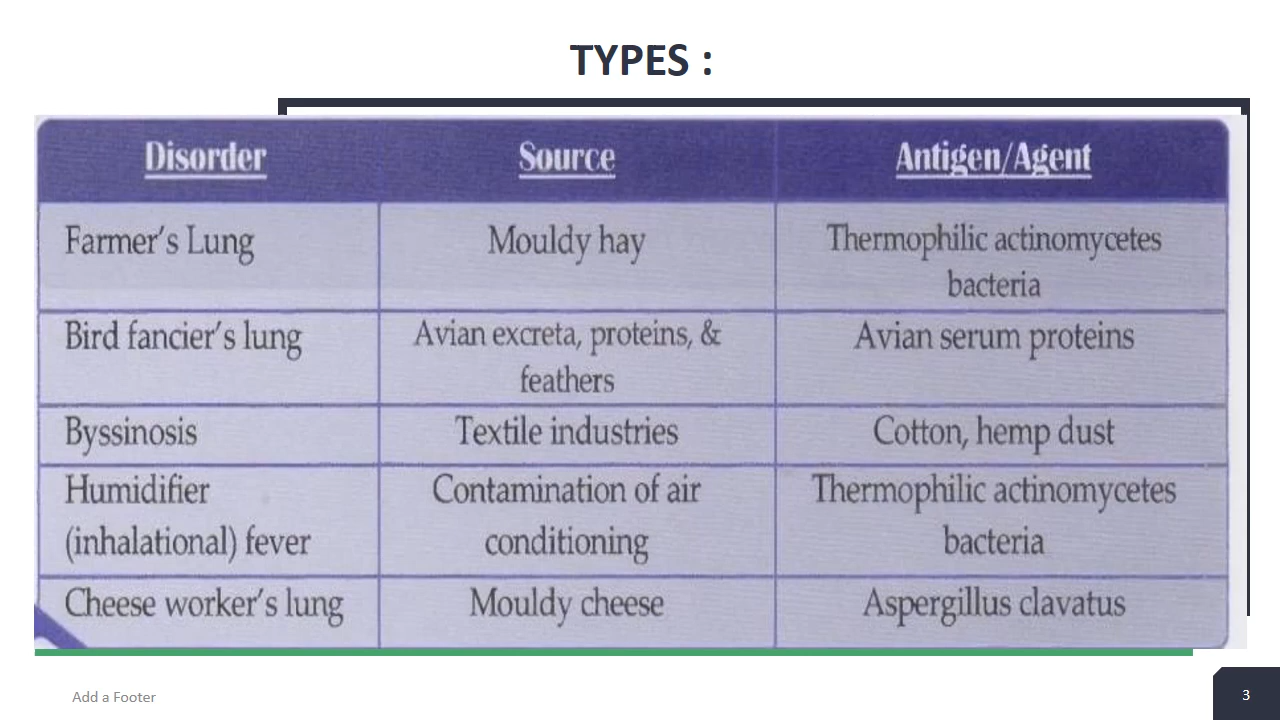 TYPES :
Disorder Source Antigen/Agent
Farmer's Lung Mouldy hay Thermophilic actinomycetes
bacteria
Bird fancier's lung Avian excreta, proteins, & Avian serum proteins
feathers
Byssinosis Textile industries Cotton, hemp dust
Humidifier Contamination of air Thermophilic actinomycetes
(inhalational) fever conditioning bacteria
Cheese worker's lung Mouldy cheese Aspergillus clavatus
Add a Footer
3